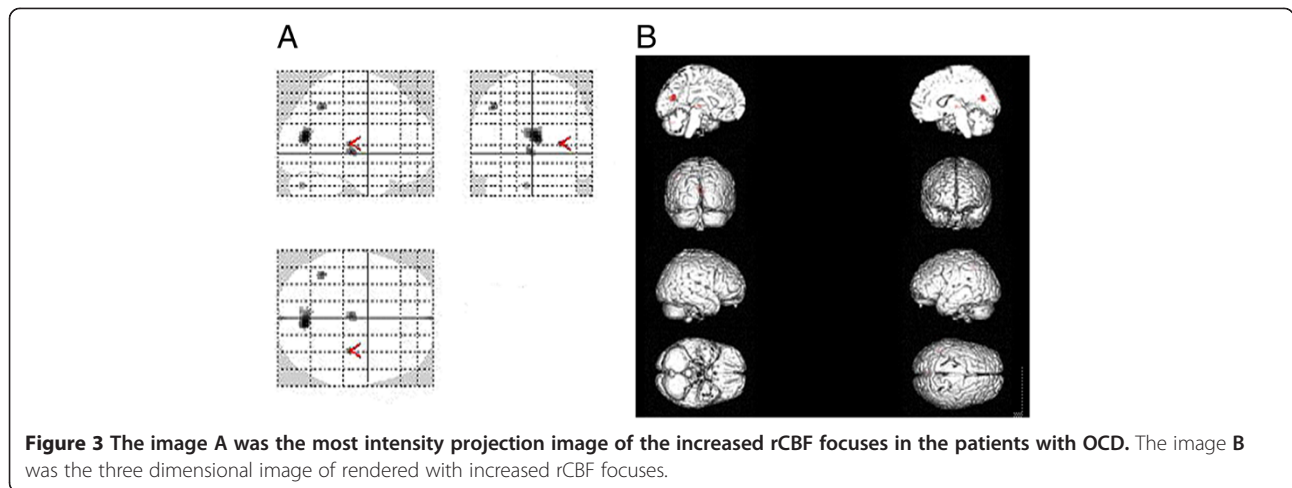 A
B
Figure 3 The image A was the most intensity projection image of the increased rCBF focuses in the patients with OCD. The image B
was the three dimensional image of rendered with increased rCBF focuses.